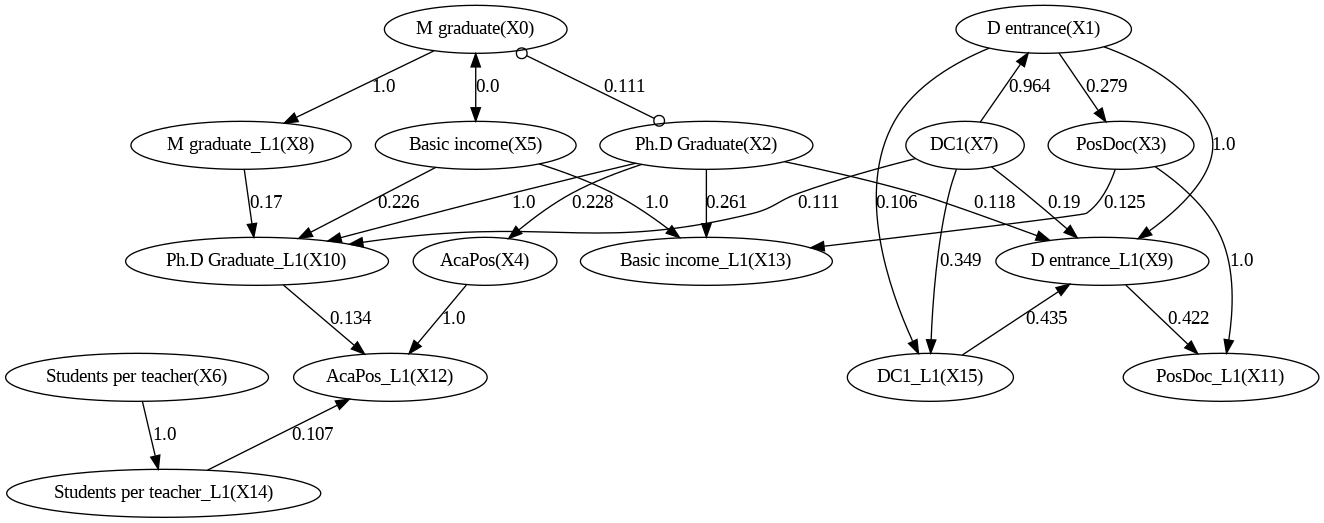 M graduate(X0)
D entrance(X1)
1.0
0.0
0.111
0.964
0.279
M graduate_L1(X8)
Basic income(X5)
Ph.D Graduate(X2)
DC1(X7)
PosDoc(X3)
1.0
0.17
0.226
1.0
0.228
1.0
0.261
0.111
0.106
0.118
0.19
0.125
Ph.D Graduate_L1(X10)
AcaPos(X4)
Basic income_L1(X13)
D entrance_L1(X9)
0.349
1.0
0.134
1.0
0.435
0.422
Students per teacher(X6)
AcaPos_L1(X12)
DC1_L1(X15)
PosDoc_L1(X11)
1.0
0.107
Students per teacher_L1(X14)